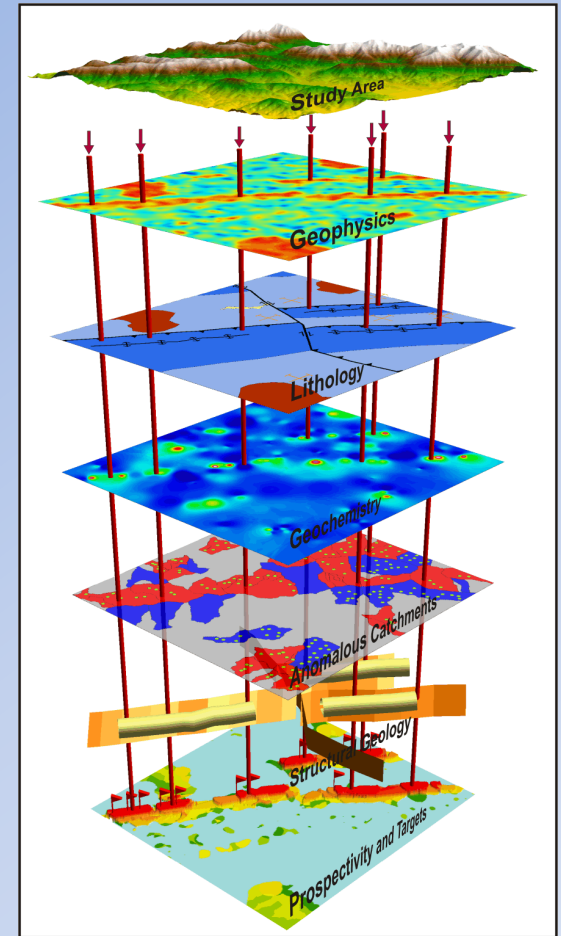 Study Area
Geophysics
Lithology
Geochemistry
Anomalous Catchments
Structural Geology
Prospectivity and Targets